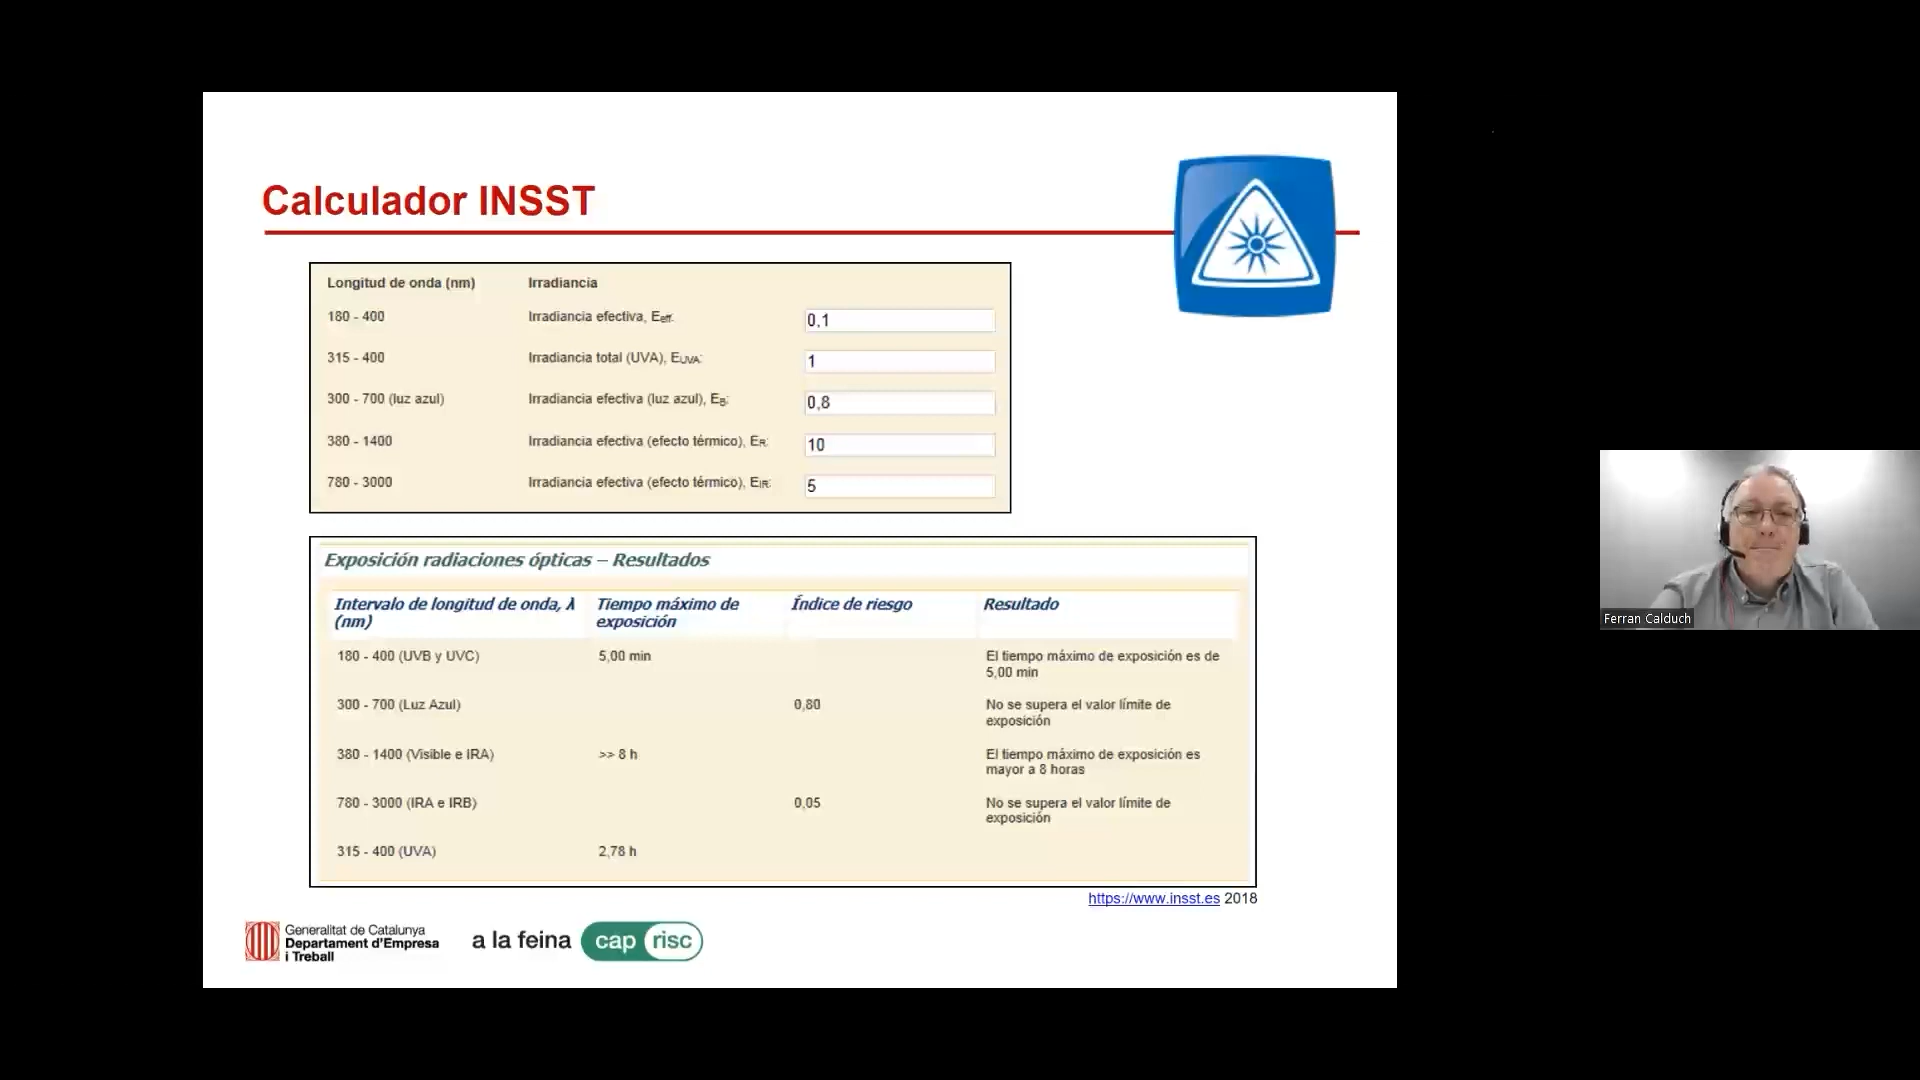 Calculador INSST
Longitud de onda (nm) Irradiancia
180 - 400 Irradiancia efectiva, Eeff: 0,1
315 - 400 Irradiancia total (UVA), EUVA: 1
300 - 700 (luz azul) Irradiancia efectiva (luz azul), EB: 0,8
380 - 1400 Irradiancia efectiva (efecto térmico), ER: 10
780 - 3000 Irradiancia efectiva (efecto térmico), EIR: 5
Exposición radiaciones ópticas – Resultados
Intervalo de longitud de onda, λ Tiempo máximo de Índice de riesgo Resultado
(nm) exposición
180 - 400 (UVB y UVC) 5,00 min El tiempo máximo de exposición es de
5,00 min
300 - 700 (Luz Azul) 0,80 No se supera el valor límite de
exposición
380 - 1400 (Visible e IRA) >> 8 h El tiempo máximo de exposición es
mayor a 8 horas
780 - 3000 (IRA e IRB) 0,05 No se supera el valor límite de
exposición
315 - 400 (UVA) 2,78 h
https://www.insst.es 2018
Generalitat de Catalunya
Departament d'Empresa
i Treball
a la feina cap risc
Ferran Calduch